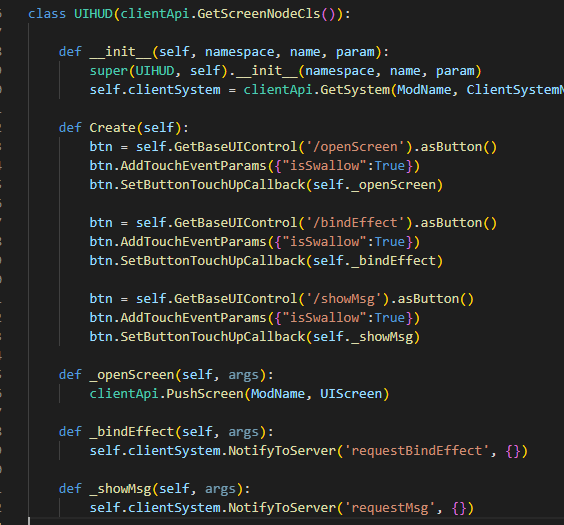 class UIHUD(clientApi.GetScreenNodeCls()):
def __init__(self, namespace, name, param):
super(UIHUD, self).__init__(namespace, name, param)
self.clientSystem = clientApi.GetSystem(ModName, ClientSystemN
def Create(self):
btn = self.GetBaseUIControl('/openScreen').asButton()
btn.AddTouchEventParams({"isSwallow":True})
btn.SetButtonTouchUpCallback(self._openScreen)
btn = self.GetBaseUIControl('/bindEffect').asButton()
btn.AddTouchEventParams({"isSwallow":True})
btn.SetButtonTouchUpCallback(self._bindEffect)
btn = self.GetBaseUIControl('/showMsg').asButton()
btn.AddTouchEventParams({"isSwallow":True})
btn.SetButtonTouchUpCallback(self._showMsg)
def _openScreen(self, args):
clientApi.PushScreen(ModName, UIScreen)
def _bindEffect(self, args):
self.clientSystem.NotifyToServer('requestBindEffect', {})
def _showMsg(self, args):
self.clientSystem.NotifyToServer('requestMsg', {})